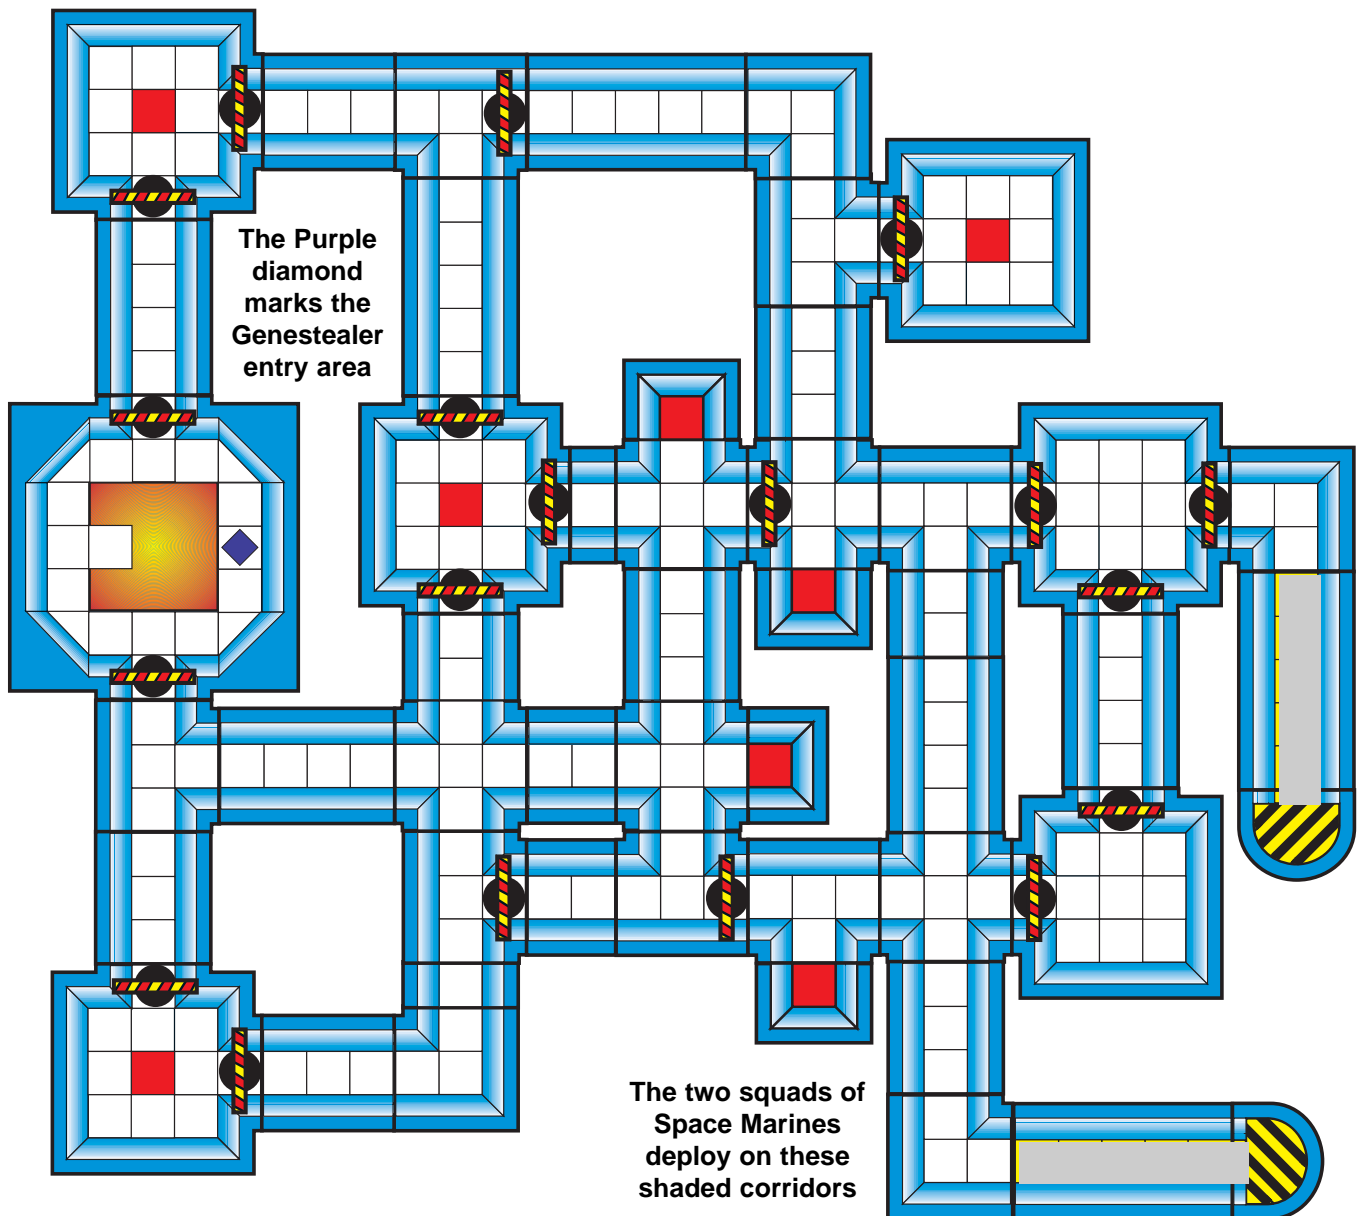 The Purple
diamond
marks the
Genestealer
entry area
The two squads of
Space Marines
deploy on these
shaded corridors